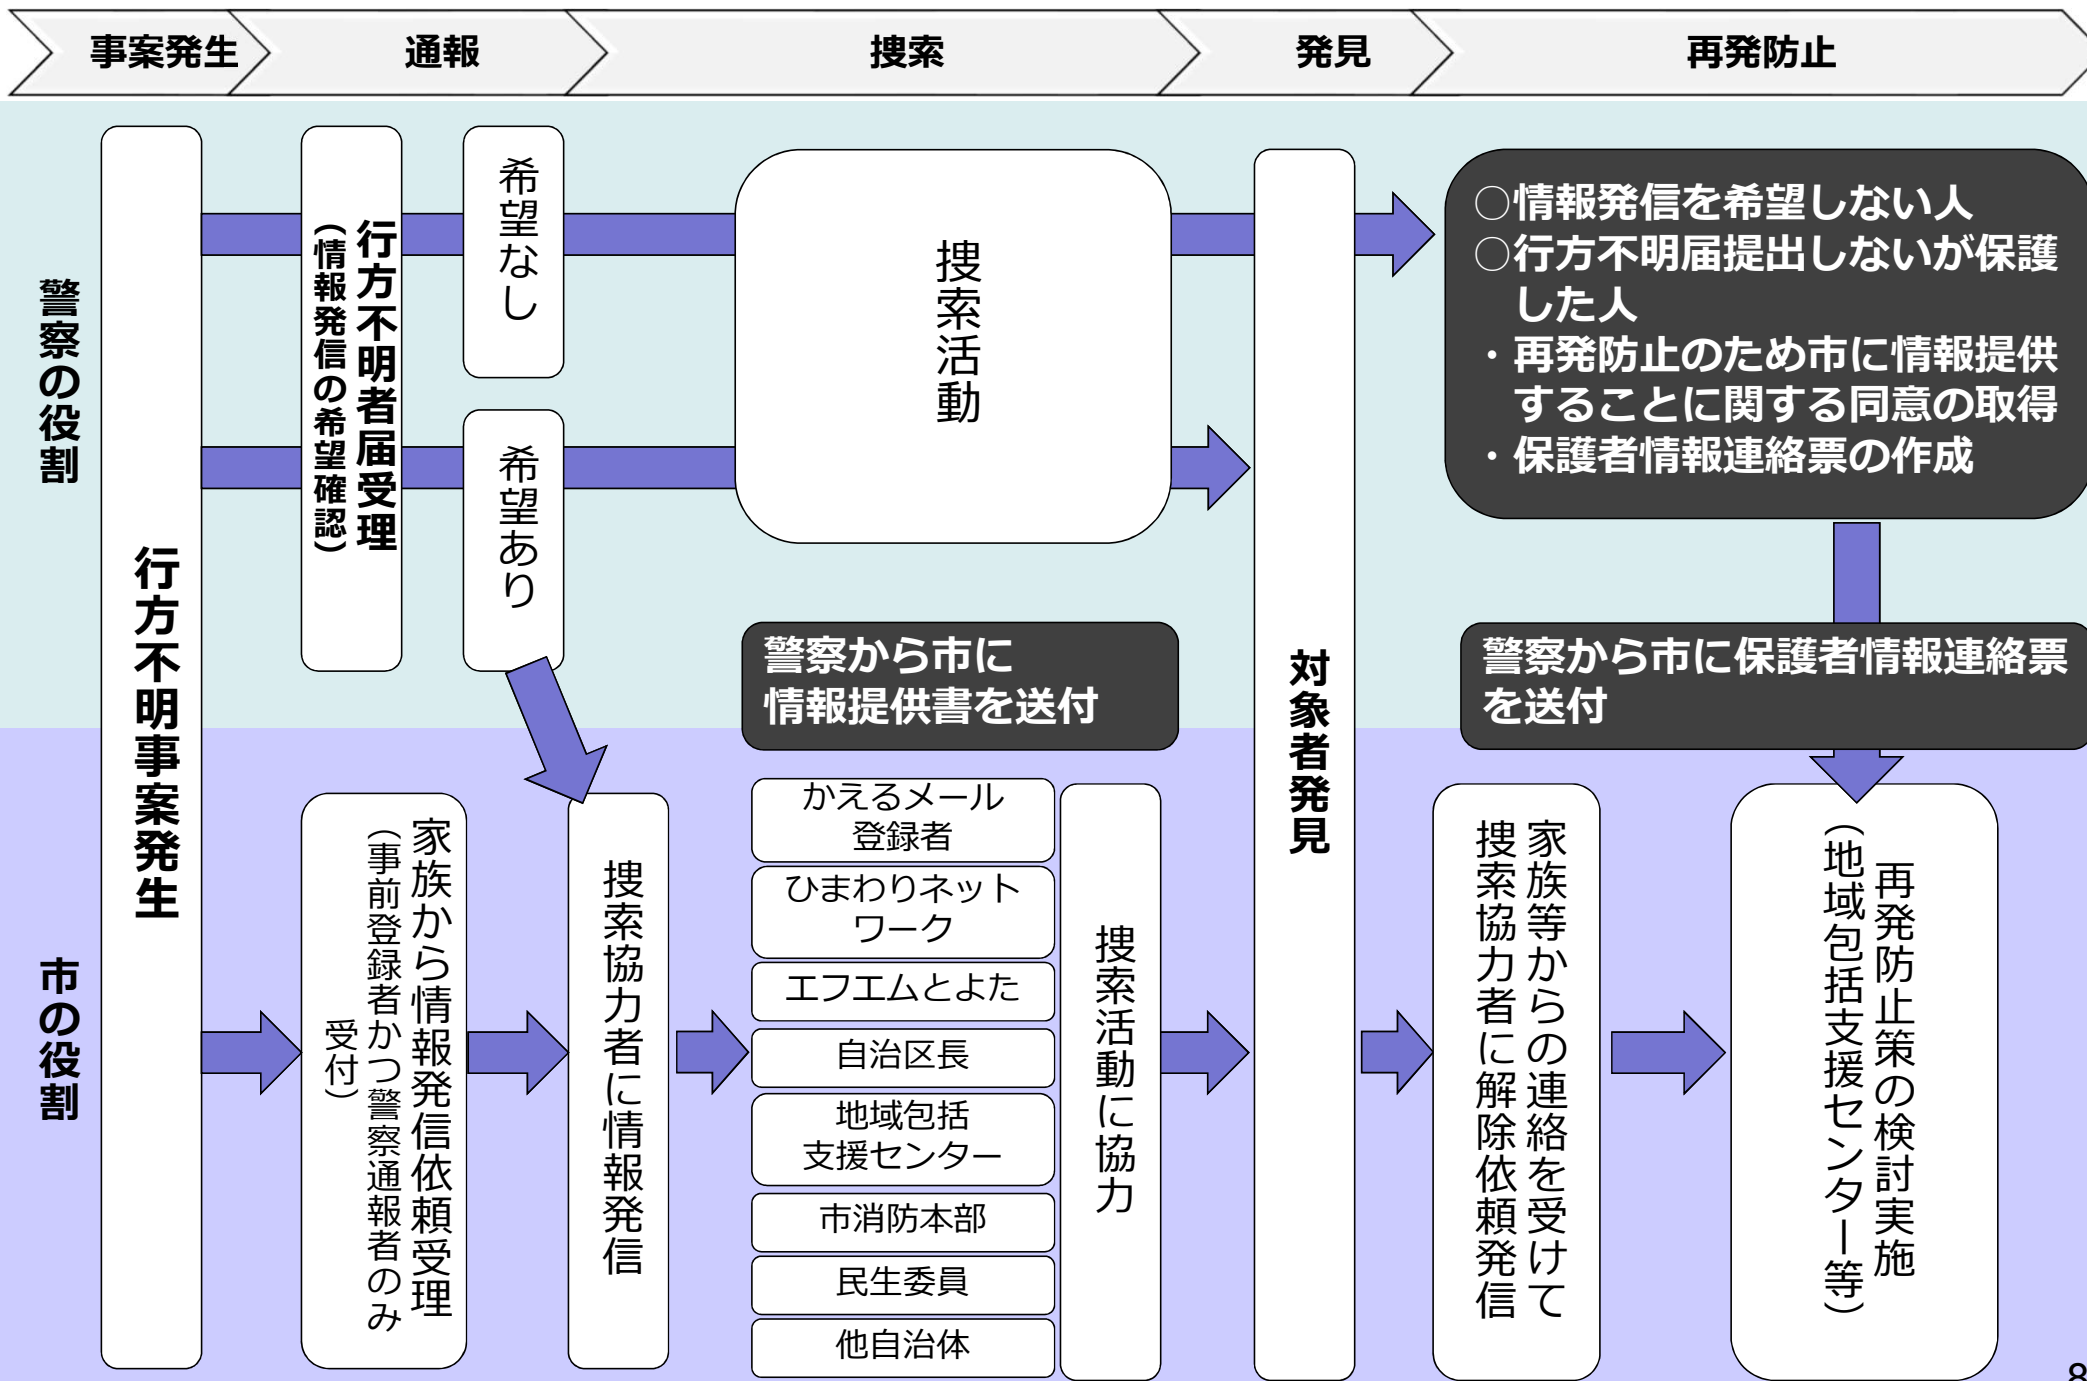 事案発生
通報
捜索
発見
再発防止
警察の役割
市の役割
行方不明事案発生
行方不明者届受理
（情報発信の希望確認）
希望なし
希望あり
捜索活動
警察から市に
情報提供書を送付
家族から情報発信依頼受理
（事前登録者かつ警察通報者のみ
受付）
捜索協力者に情報発信
かえるメール
登録者
ひまわりネット
ワーク
エフエムとよた
自治区長
地域包括
支援センター
市消防本部
民生委員
他自治体
捜索活動に協力
対象者発見
○情報発信を希望しない人
○行方不明届提出しないが保護
した人
・再発防止のため市に情報提供
することに関する同意の取得
・保護者情報連絡票の作成
警察から市に保護者情報連絡票
を送付
家族等からの連絡を受けて
捜索協力者に解除依頼発信
再発防止策の検討実施
（地域包括支援センター等）
8